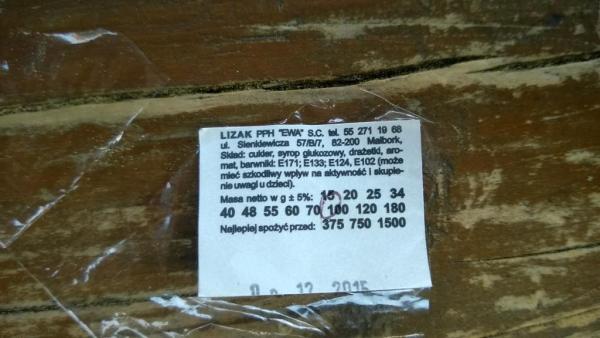 LIZAK PPH "EWA" S.C. tel. 55 271 19 68
ul. Sienkiewicza 57/B/7, 82-200 Malbork,
Skład: cukier, syrop glukozowy, drażetki, aro-
mat, barwniki: E171; E133; E124, E102 (może
mieć szkodliwy wpływ na aktywność i skupie-
nie uwagi u dzieci).
Masa netto w g ± 5%: 15 20 25 34
40 48 55 60 70 100 120 180
Najlepiej spożyć przed: 375 750 1500
12 2015